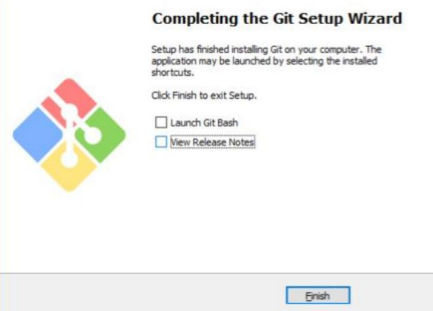 Completing the Git Setup Wizard
Setup has finished installing Git on your computer. The
application may be launched by selecting the installed
shortcuts.
Click Finish to exit Setup.
Launch Git Bash
View Release Notes
Finish